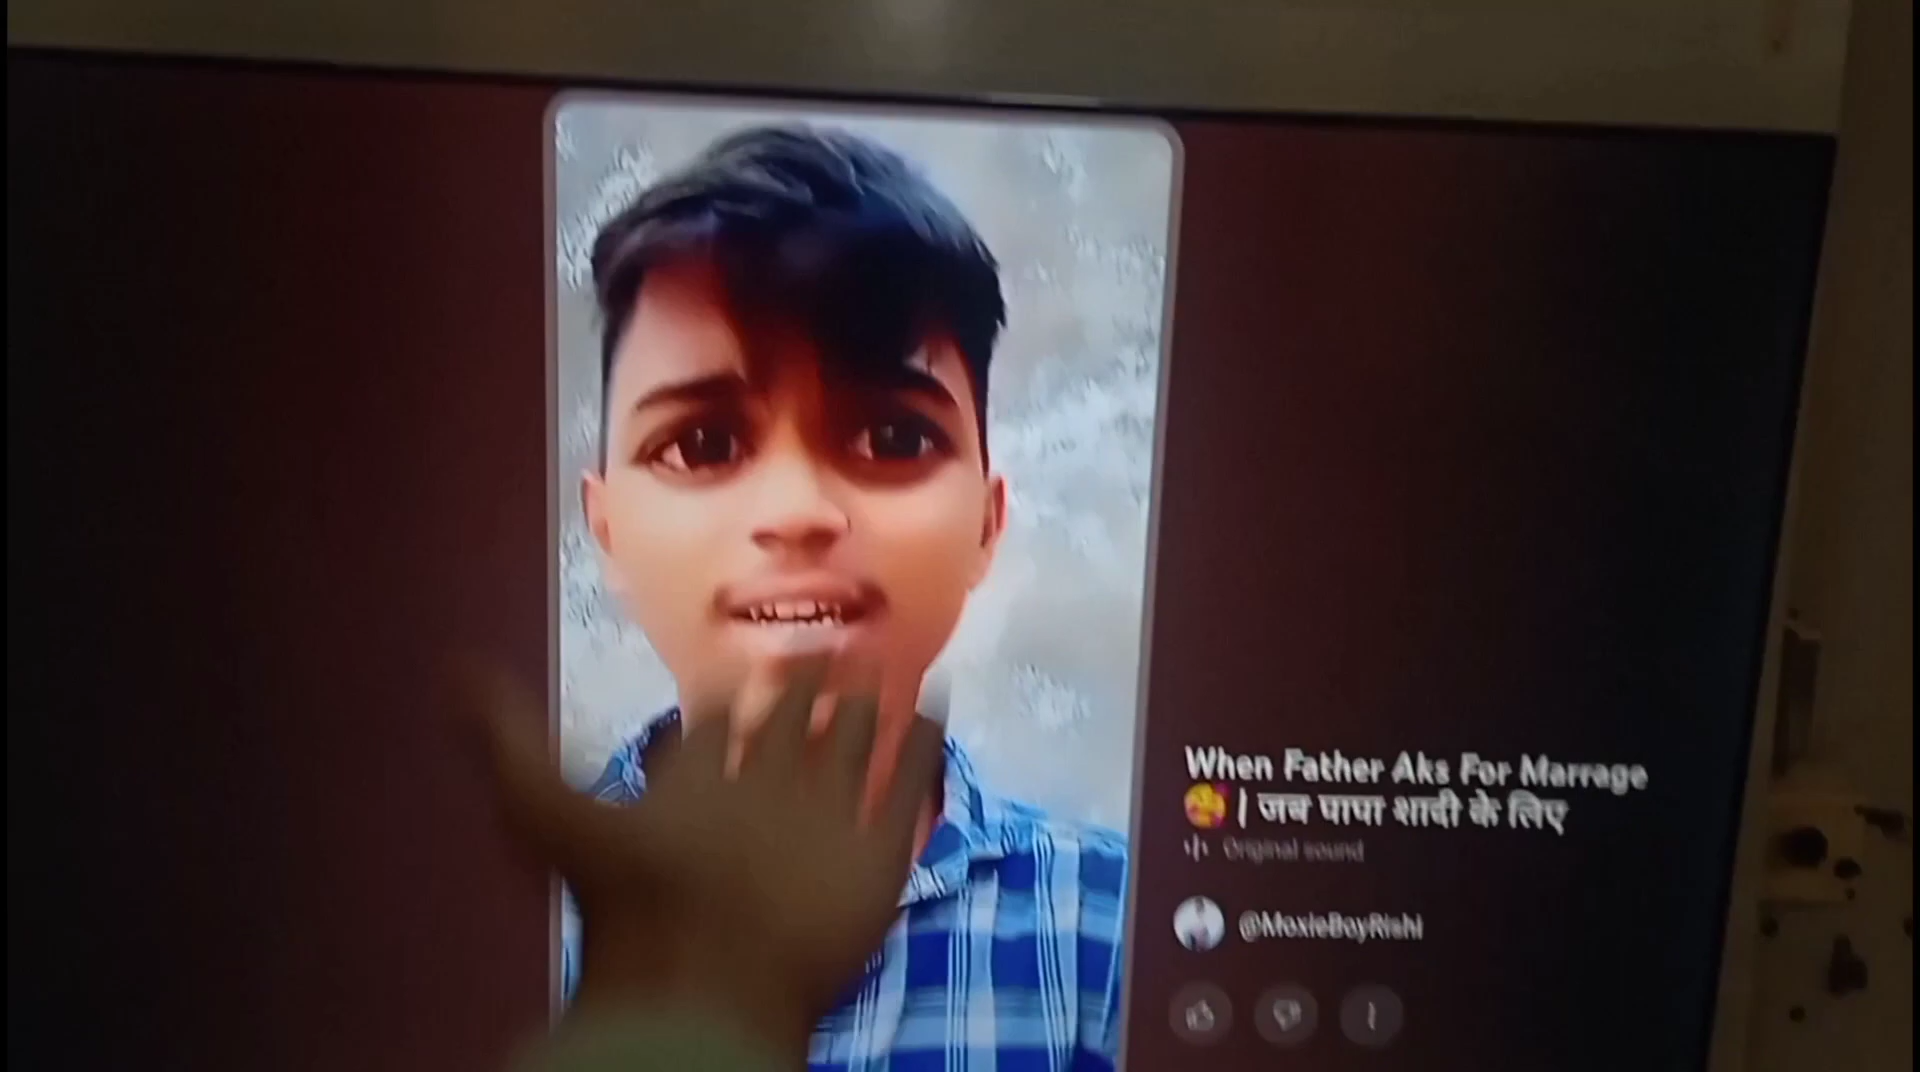 When Father Aks For Marrage
🥰 | जब पापा शादी के लिए
Original sound
@MoxieBoyRishi